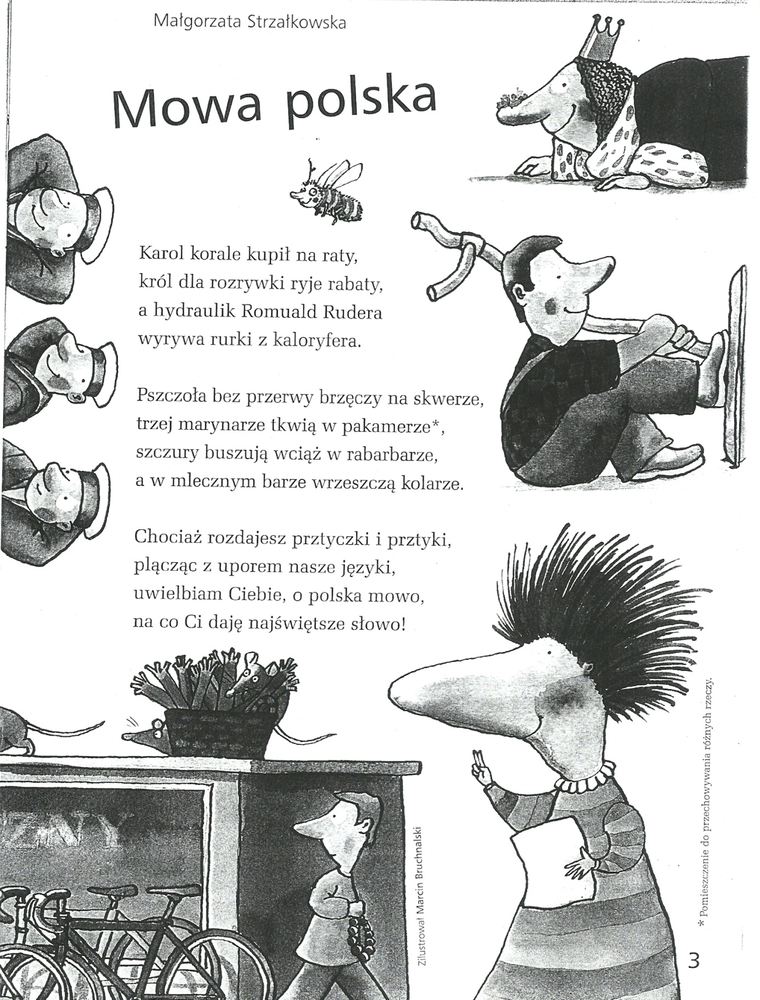 Małgorzata Strzałkowska
Mowa polska
Karol korale kupił na raty,
król dla rozrywki ryje rabaty,
a hydraulik Romuald Rudera
wyrywa rurki z kaloryfera.
Pszczoła bez przerwy brzęczy na skwerze,
trzej marynarze tkwią w pakamerze*,
szczury buszują wciąż w rabarbarze,
a w mlecznym barze wrzeszczą kolarze.
Chociaż rozdajesz prztyczki i prztyki,
plącząc z uporem nasze języki,
uwielbiam Ciebie, o polska mowo,
na co Ci daję najświętsze słowo!
ZNY
Zilustrował Marcin Bruchnalski
* Pomieszczenie do przechowywania różnych rzeczy.
3